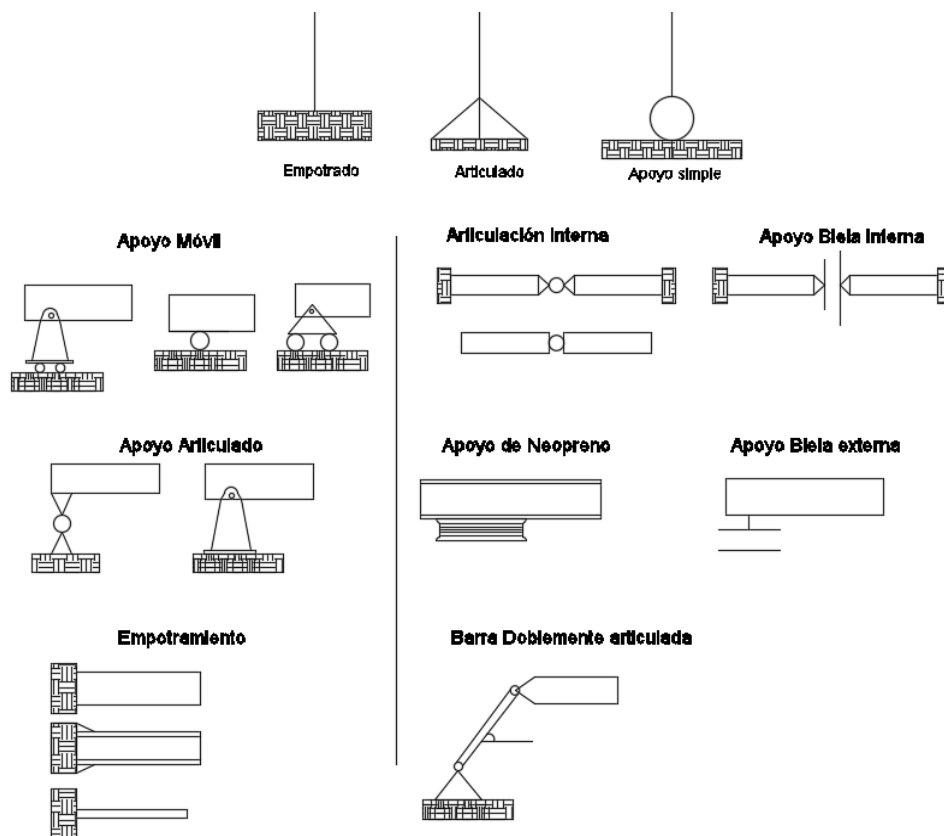 Empotrado
Articulado
Apoyo simple
Apoyo Móvil
Articulación Interna
Apoyo Biela Interna
Apoyo Articulado
Apoyo de Neopreno
Apoyo Biela externa
Empotramiento
Barra Doblemente articulada